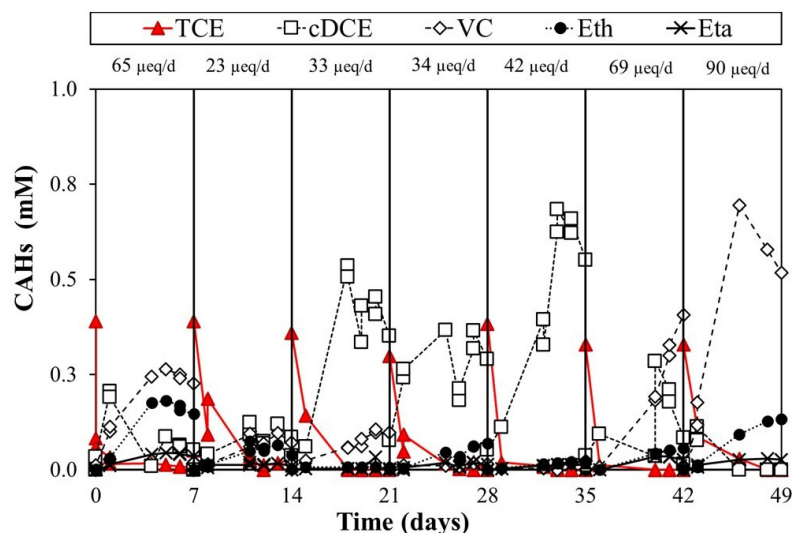 TCE cDCE VC Eth Eta
65 µeq/d 23 µeq/d 33 µeq/d 34 µeq/d 42 µeq/d 69 µeq/d 90 µeq/d
1.0
0.8
0.5
0.3
0.0
CAHs (mM)
0 7 14 21 28 35 42 49
Time (days)